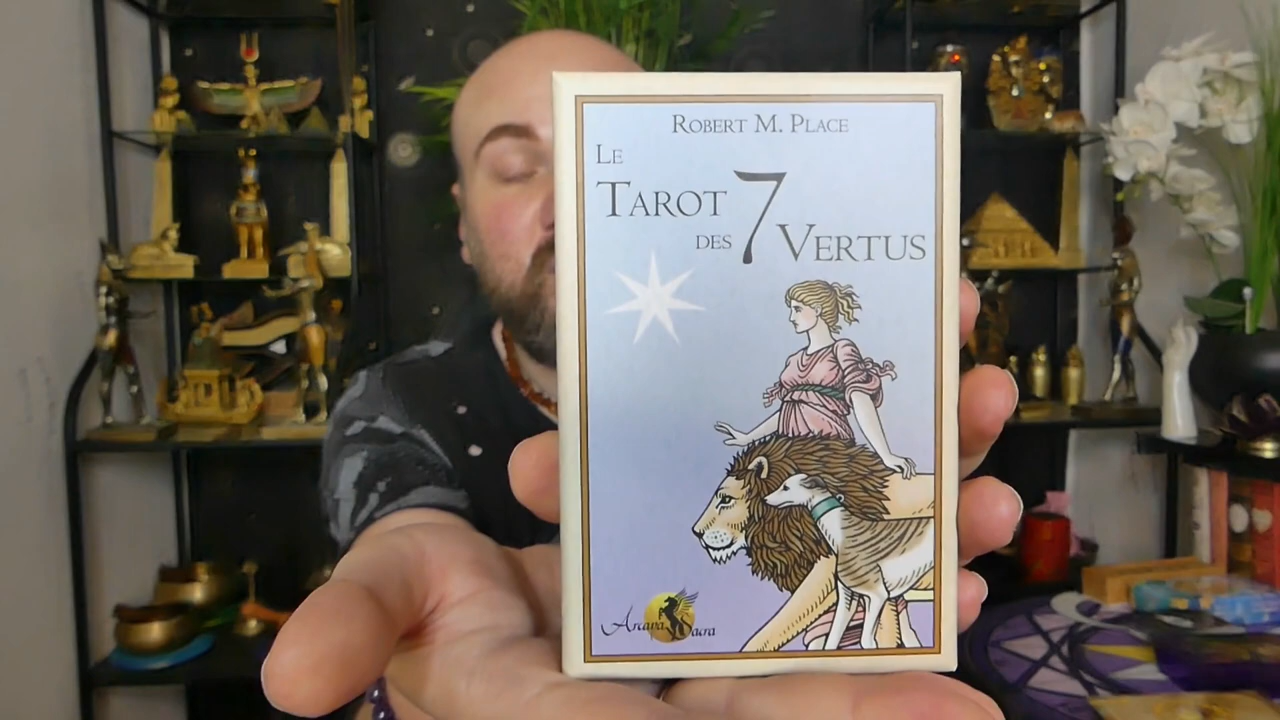 ROBERT M. PLACE
LE
TAROT
DES 7 VERTUS
Arcana Sacra